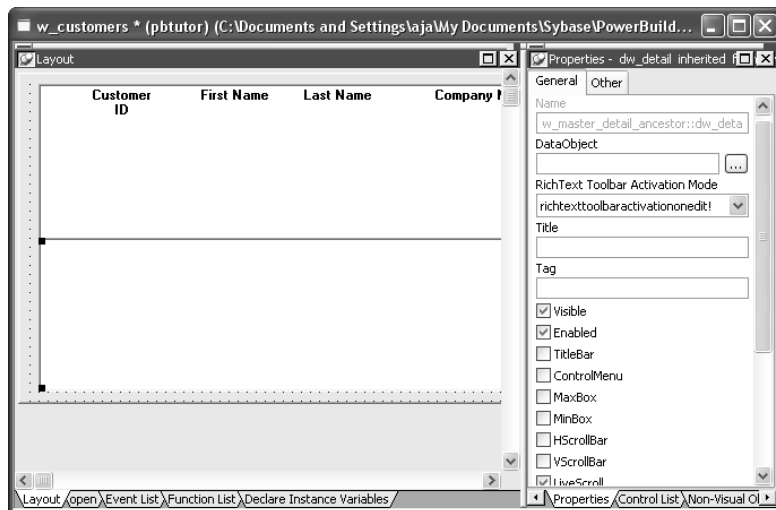 w_customers * (pbtutor) (C:\Documents and Settings\aja\My Documents\Sybase\PowerBuild...
Layout
Customer ID
First Name
Last Name
Company
Properties - dw_detail inherited
General
Other
Name
w_master_detail_ancestor::dw_deta
DataObject
...
RichText Toolbar Activation Mode
richtexttoolbaractivationonedit!
Title
Tag
Visible
Enabled
TitleBar
ControlMenu
MaxBox
MinBox
HScrollBar
VScrollBar
LiveScroll
Layout
open
Event List
Function List
Declare Instance Variables
Properties
Control List
Non-Visual